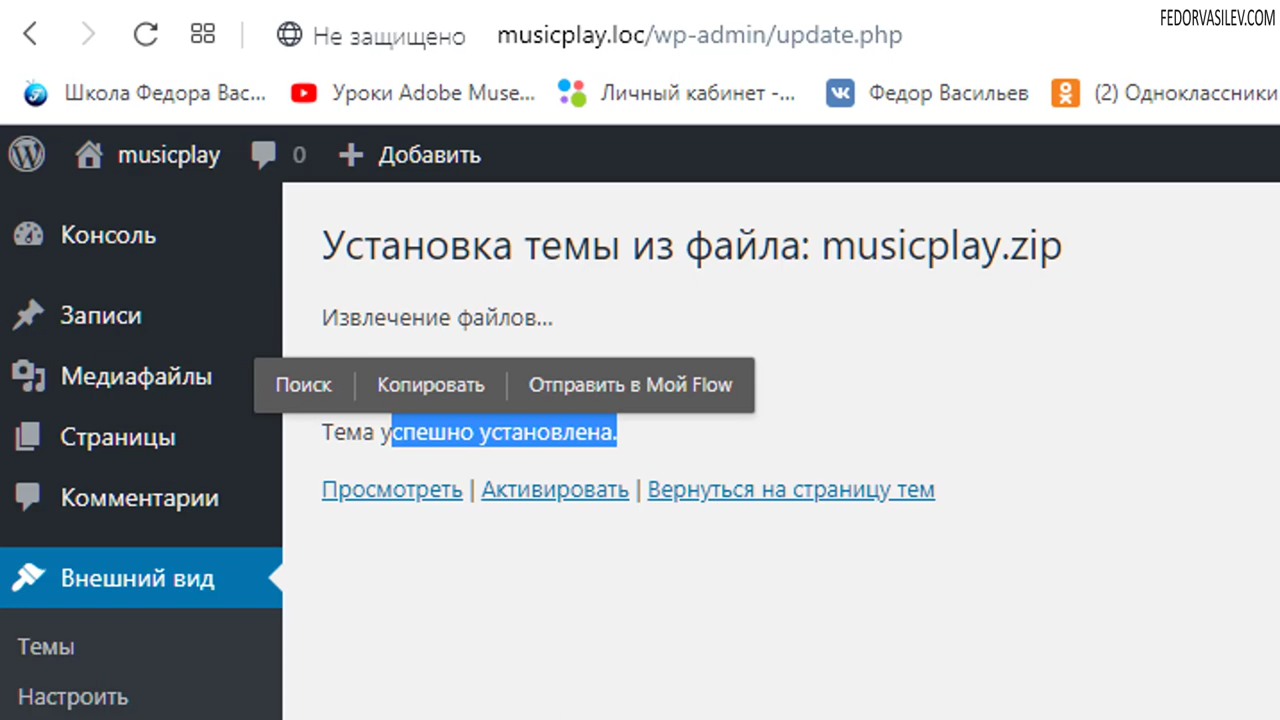 FEDORVASILEV.COM
Не защищено musicplay.loc/wp-admin/update.php
Школа Федора Вас... Уроки Adobe Muse... Личный кабинет -... Федор Васильев (2) Одноклассники
musicplay 0 Добавить
Консоль
Записи
Медиафайлы
Страницы
Комментарии
Внешний вид
Темы
Настроить
Установка темы из файла: musicplay.zip
Извлечение файлов...
Поиск Копировать Отправить в Мой Flow
Тема успешно установлена.
Просмотреть | Активировать | Вернуться на страницу тем